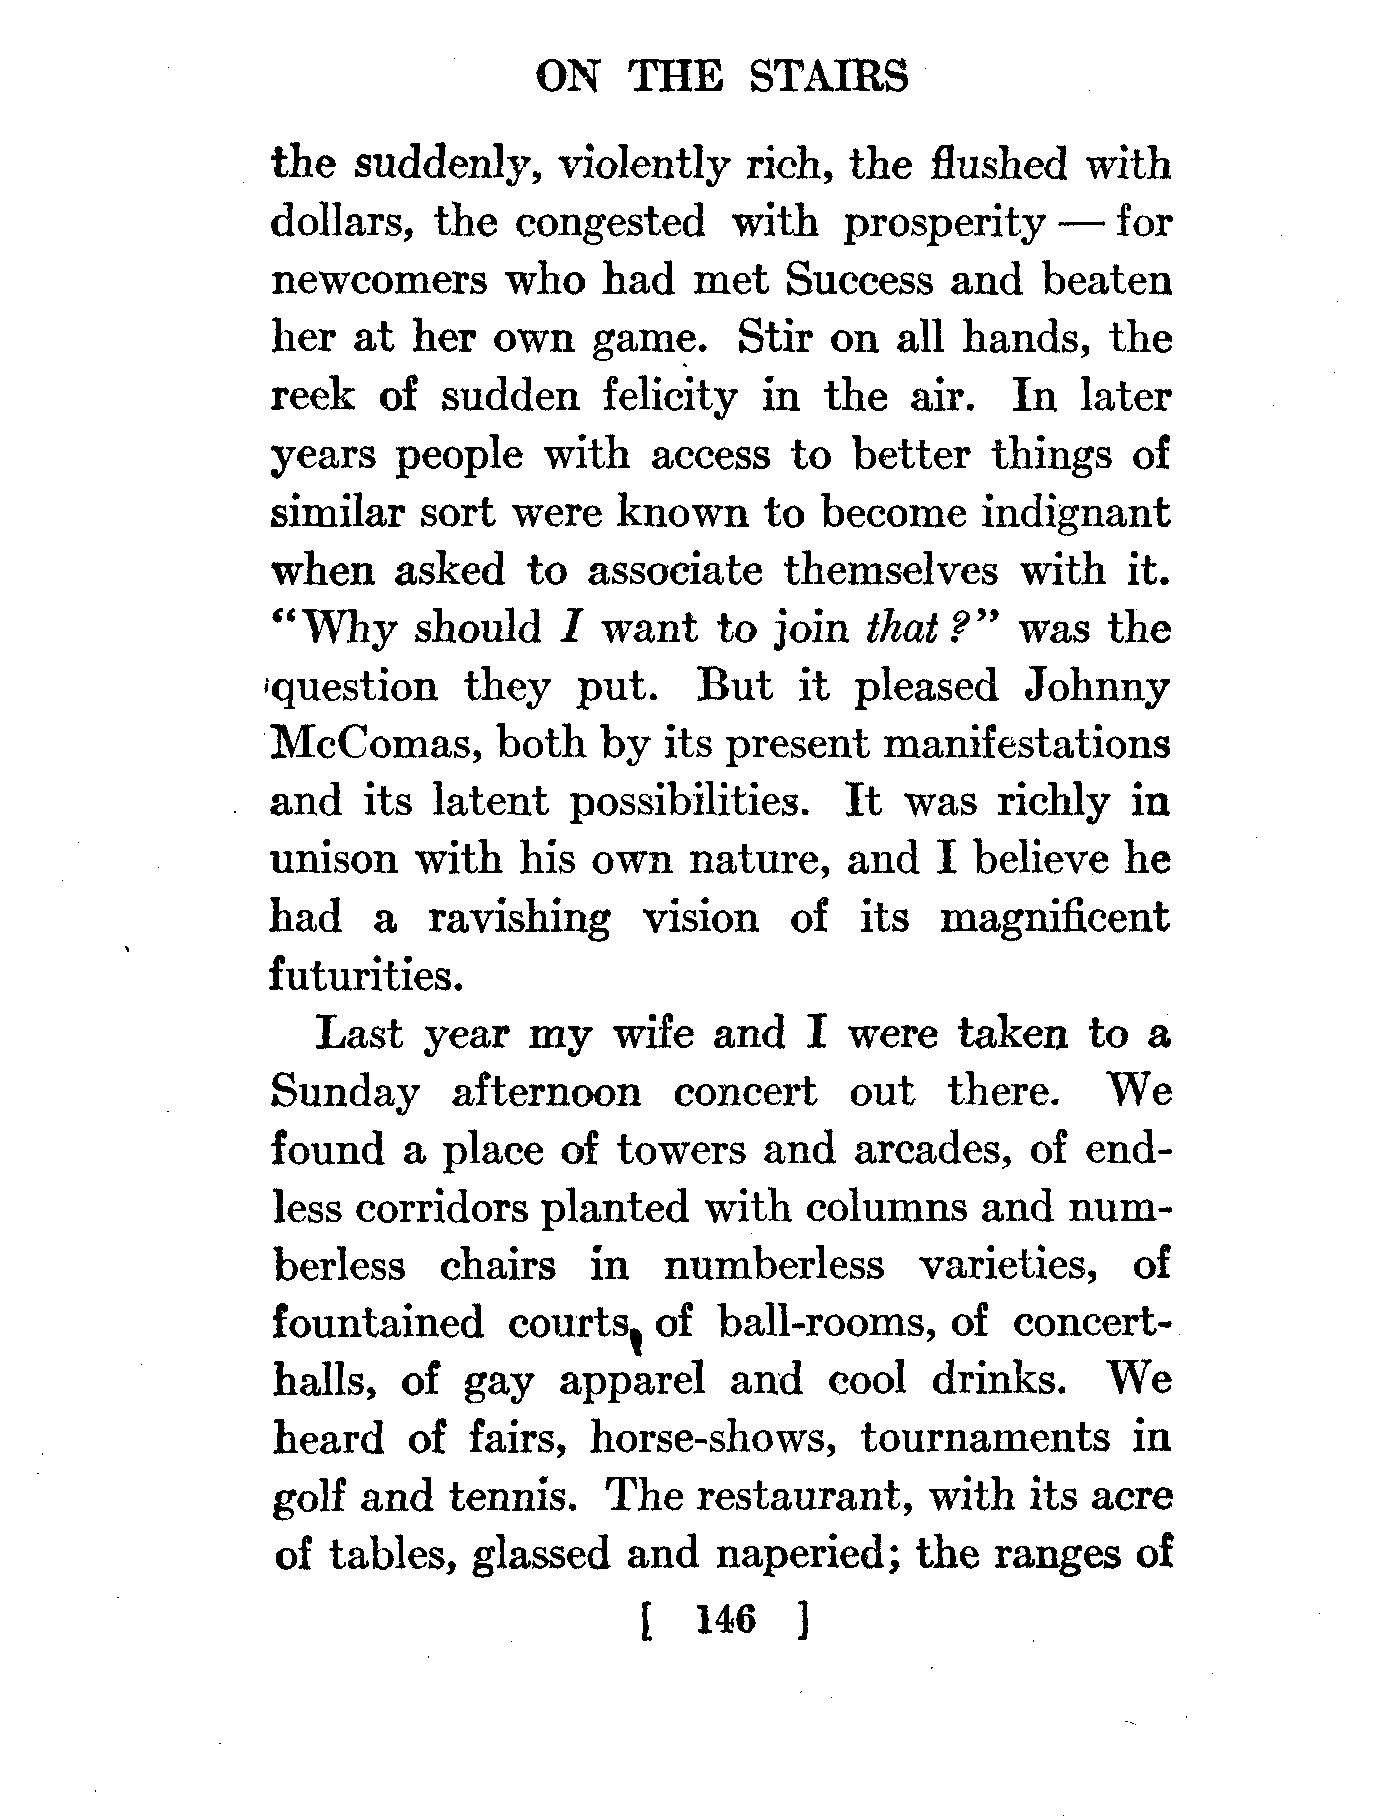 ON THE STAIRS
the suddenly, violently rich, the flushed with
dollars, the congested with prosperity — for
newcomers who had met Success and beaten
her at her own game. Stir on all hands, the
reek of sudden felicity in the air. In later
years people with access to better things of
similar sort were known to become indignant
when asked to associate themselves with it.
“Why should I want to join that?” was the
question they put. But it pleased Johnny
McComas, both by its present manifestations
and its latent possibilities. It was richly in
unison with his own nature, and I believe he
had a ravishing vision of its magnificent
futurities.
Last year my wife and I were taken to a
Sunday afternoon concert out there. We
found a place of towers and arcades, of end-
less corridors planted with columns and num-
berless chairs in numberless varieties, of
fountained courts, of ball-rooms, of concert-
halls, of gay apparel and cool drinks. We
heard of fairs, horse-shows, tournaments in
golf and tennis. The restaurant, with its acre
of tables, glassed and naperied; the ranges of
[ 146 ]